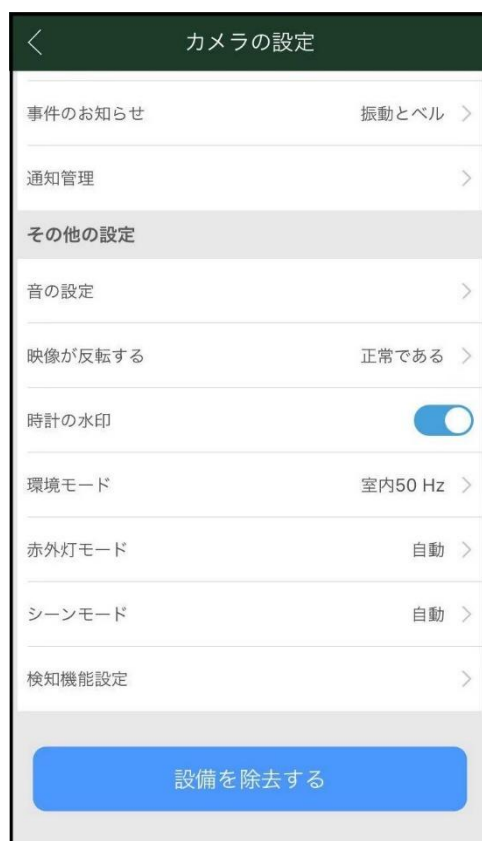 カメラの設定
事件のお知らせ 振動とベル
通知管理
その他の設定
音の設定
映像が反転する 正常である
時計の水印
環境モード 室内50 Hz
赤外灯モード 自動
シーンモード 自動
検知機能設定
設備を除去する